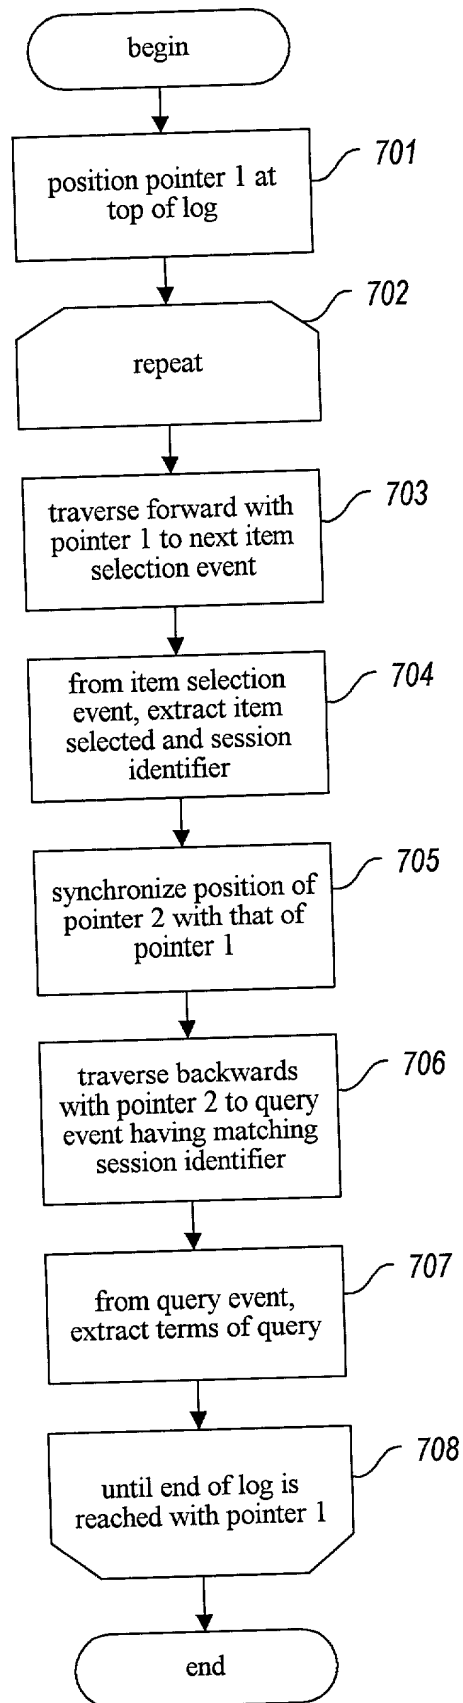 begin
701
position pointer 1 at
top of log
702
repeat
703
traverse forward with
pointer 1 to next item
selection event
704
from item selection
event, extract item
selected and session
identifier
705
synchronize position of
pointer 2 with that of
pointer 1
706
traverse backwards
with pointer 2 to query
event having matching
session identifier
707
from query event,
extract terms of query
708
until end of log is
reached with pointer 1
end